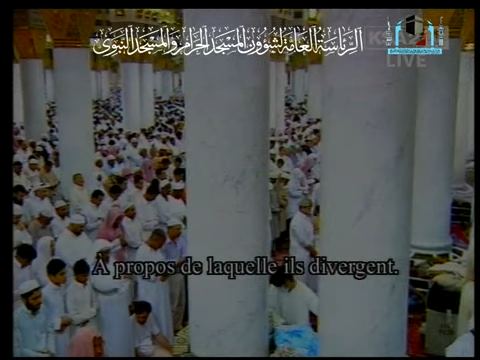 الرئاسة العامة لشؤون المسجد الحرام والمسجد النبوي
LIVE
À propos de laquelle ils divergent.